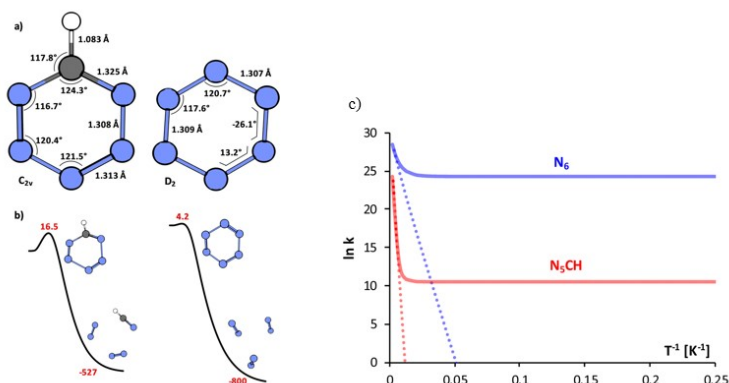 a)
1.083 Å
117.8°
1.325 Å
124.3°
116.7°
1.308 Å
120.4°
121.5°
1.313 Å
C2v
1.307 Å
120.7°
117.6°
1.309 Å
-26.1°
13.2°
D2
b)
16.5
-527
4.2
-800
c)
ln k
30
25
20
15
10
5
0
N6
N5CH
T-1 [K-1]
0
0.05
0.1
0.15
0.2
0.25